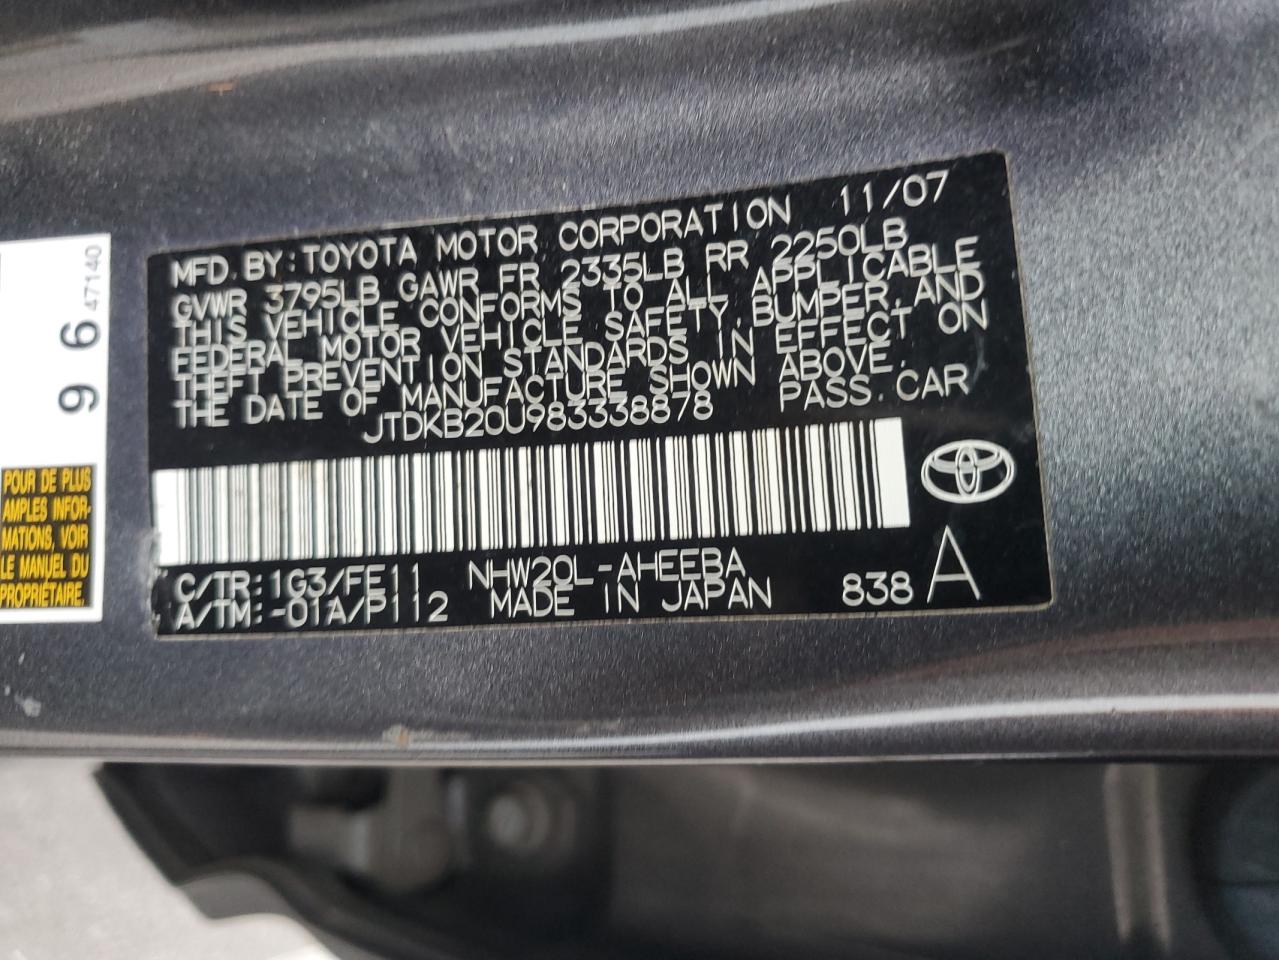 MFD. BY: TOYOTA MOTOR CORPORATION 11/07
GVWR 3795LB GAWR FR 2335LB RR 2250LB
THIS VEHICLE CONFORMS TO ALL APPLICABLE
FEDERAL MOTOR VEHICLE SAFETY, BUMPER, AND
THEFT PREVENTION STANDARDS IN EFFECT ON
THE DATE OF MANUFACTURE SHOWN ABOVE.
JTDKB20U983338878 PASS. CAR
C/TR: 1G3/FE11 NHW20L-AHEEBA
A/TM: -01A/P112 MADE IN JAPAN 838 A
9 6 47140
POUR DE PLUS
AMPLES INFOR-
MATIONS, VOIR
LE MANUEL DU
PROPRIÉTAIRE.